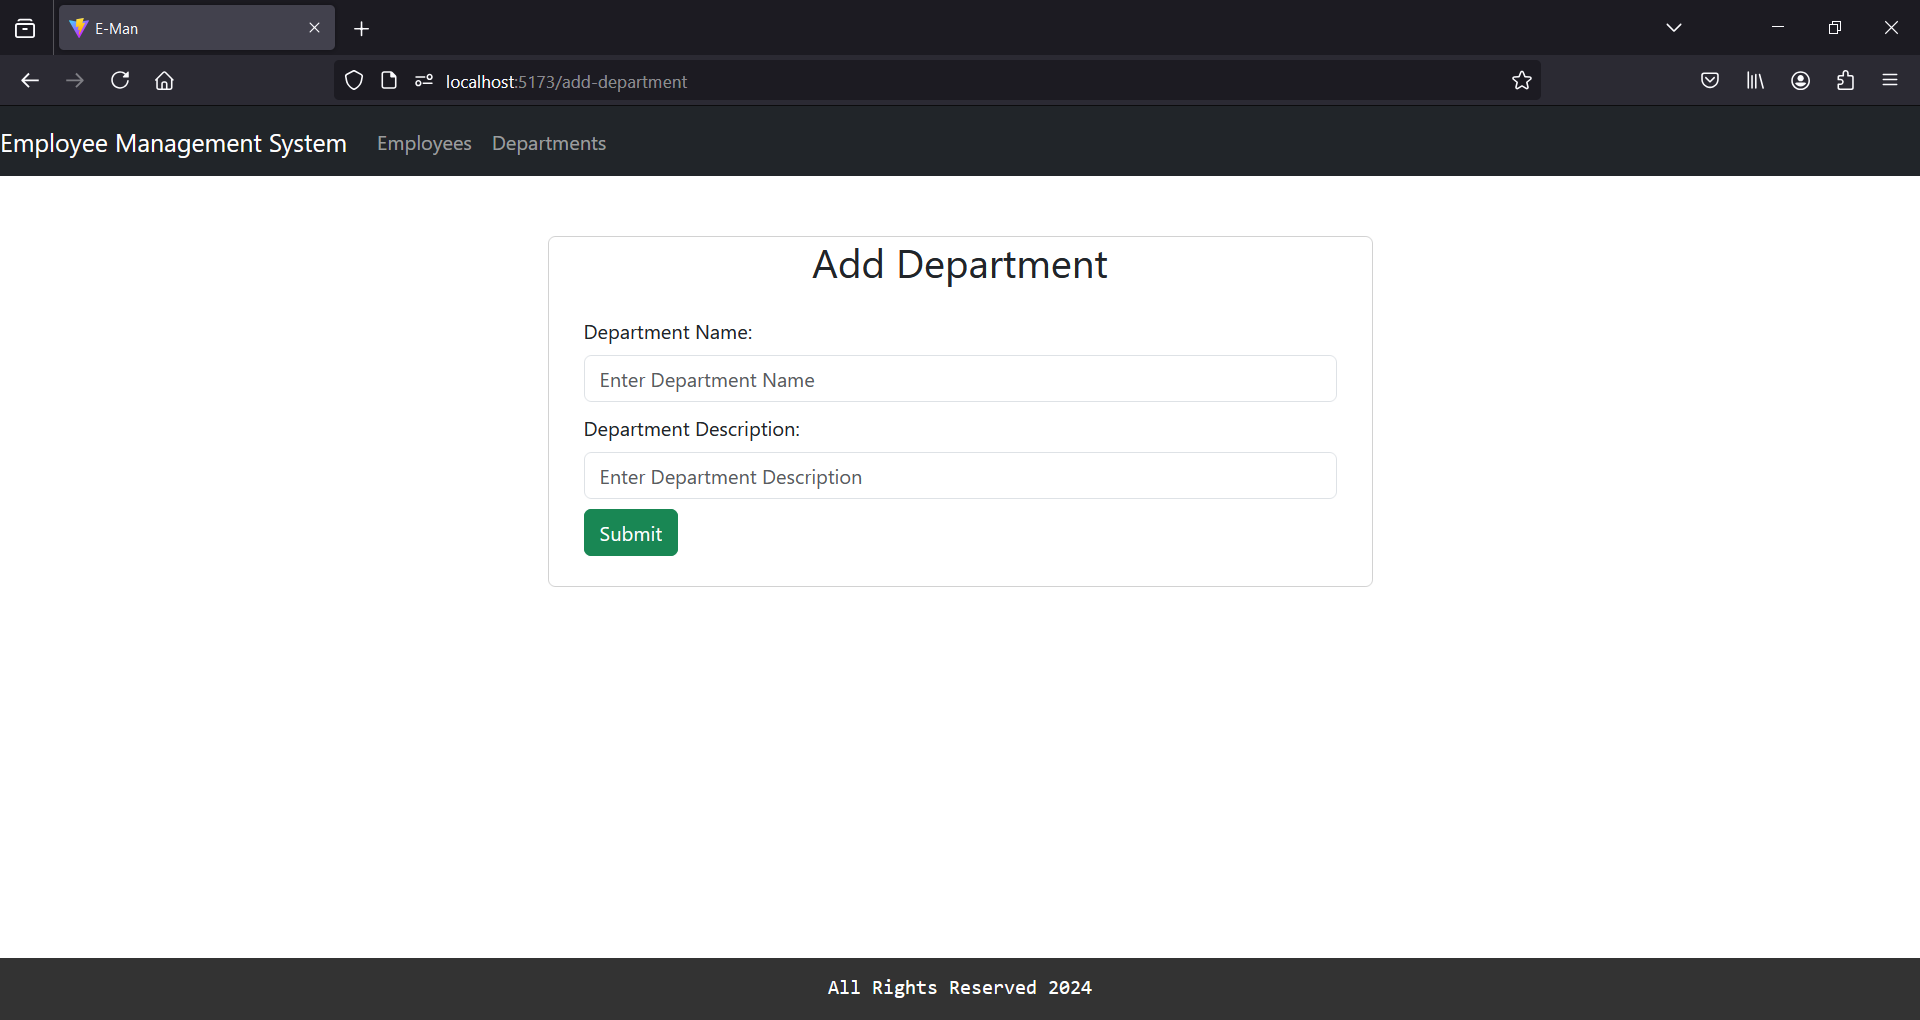 E-Man
localhost:5173/add-department
Employee Management System Employees Departments
Add Department
Department Name:
Enter Department Name
Department Description:
Enter Department Description
Submit
All Rights Reserved 2024